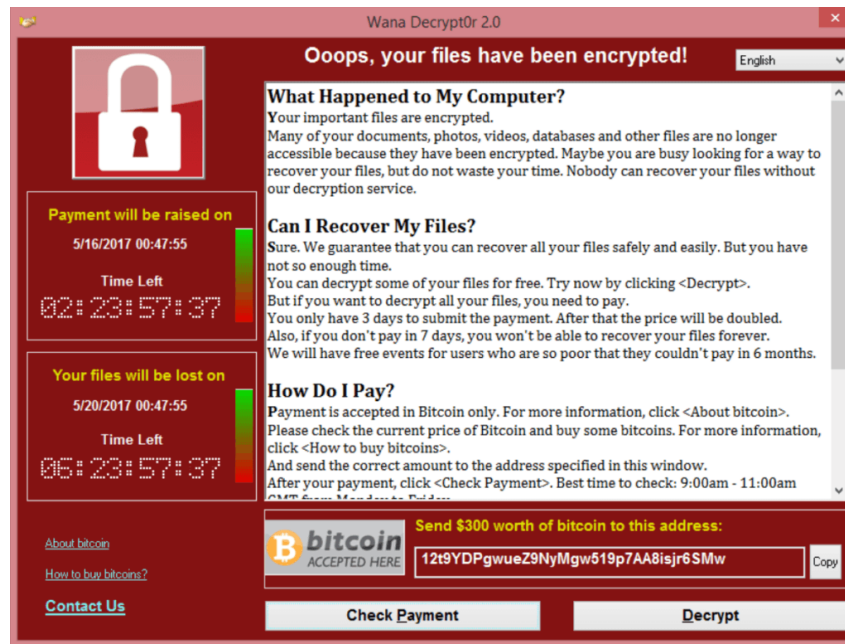 Wana Decrypt0r 2.0
Ooops, your files have been encrypted!
English
Payment will be raised on
5/16/2017 00:47:55
Time Left
02:23:57:37
Your files will be lost on
5/20/2017 00:47:55
Time Left
06:23:57:37
About bitcoin
How to buy bitcoins?
Contact Us
What Happened to My Computer?
Your important files are encrypted.
Many of your documents, photos, videos, databases and other files are no longer
accessible because they have been encrypted. Maybe you are busy looking for a way to
recover your files, but do not waste your time. Nobody can recover your files without
our decryption service.
Can I Recover My Files?
Sure. We guarantee that you can recover all your files safely and easily. But you have
not so enough time.
You can decrypt some of your files for free. Try now by clicking <Decrypt>.
But if you want to decrypt all your files, you need to pay.
You only have 3 days to submit the payment. After that the price will be doubled.
Also, if you don't pay in 7 days, you won't be able to recover your files forever.
We will have free events for users who are so poor that they couldn't pay in 6 months.
How Do I Pay?
Payment is accepted in Bitcoin only. For more information, click <About bitcoin>.
Please check the current price of Bitcoin and buy some bitcoins. For more information,
click <How to buy bitcoins>.
And send the correct amount to the address specified in this window.
After your payment, click <Check Payment>. Best time to check: 9:00am - 11:00am
GMT from Monday to Friday
bitcoin
ACCEPTED HERE
Send $300 worth of bitcoin to this address:
12t9YDPgwueZ9NyMgw519p7AA8isjr6SMw
Copy
Check Payment
Decrypt